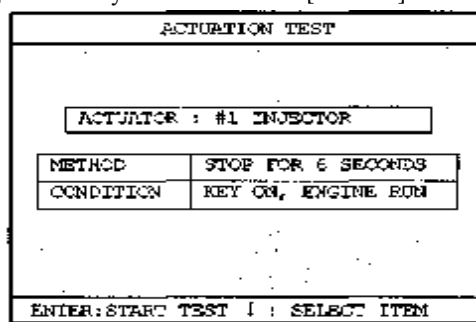 ACTUATION TEST
ACTUATOR : #1 INJECTOR
METHOD STOP FOR 6 SECONDS
CONDITION KEY ON, ENGINE RUN
ENTER:START TEST ↓ : SELECT ITEM